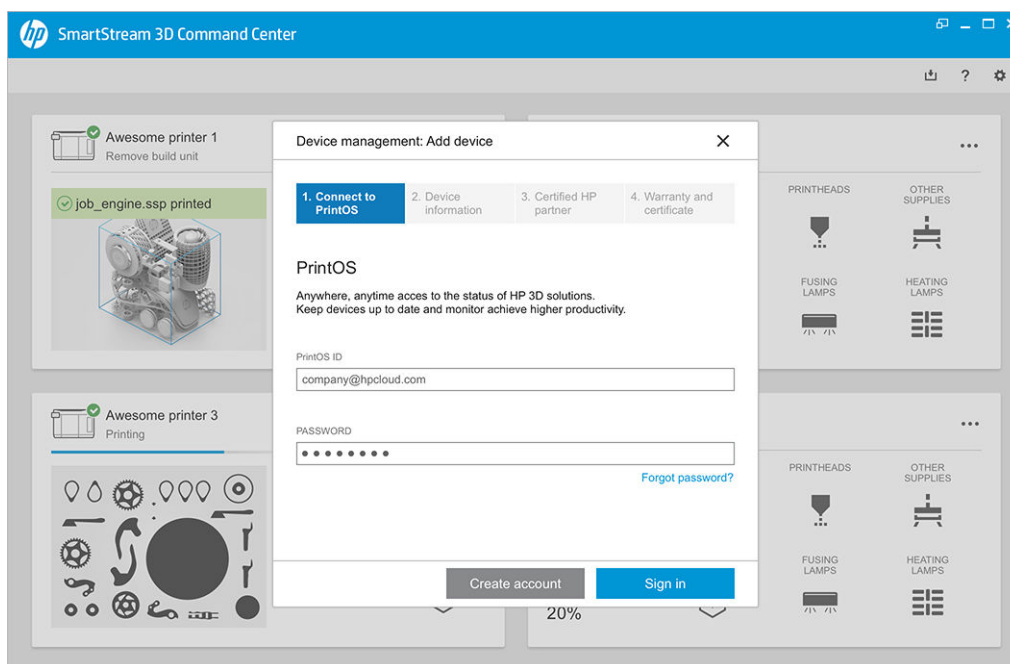 hp SmartStream 3D Command Center
?
Awesome printer 1
Remove build unit
job_engine.ssp printed
Device management: Add device
1. Connect to
PrintOS
2. Device
information
3. Certified HP
partner
4. Warranty and
certificate
PrintOS
Anywhere, anytime acces to the status of HP 3D solutions.
Keep devices up to date and monitor achieve higher productivity.
PrintOS ID
company@hpcloud.com
PASSWORD
Forgot password?
Create account
Sign in
PRINTHEADS
OTHER
SUPPLIES
FUSING
LAMPS
HEATING
LAMPS
Awesome printer 3
Printing
PRINTHEADS
OTHER
SUPPLIES
FUSING
LAMPS
HEATING
LAMPS
20%